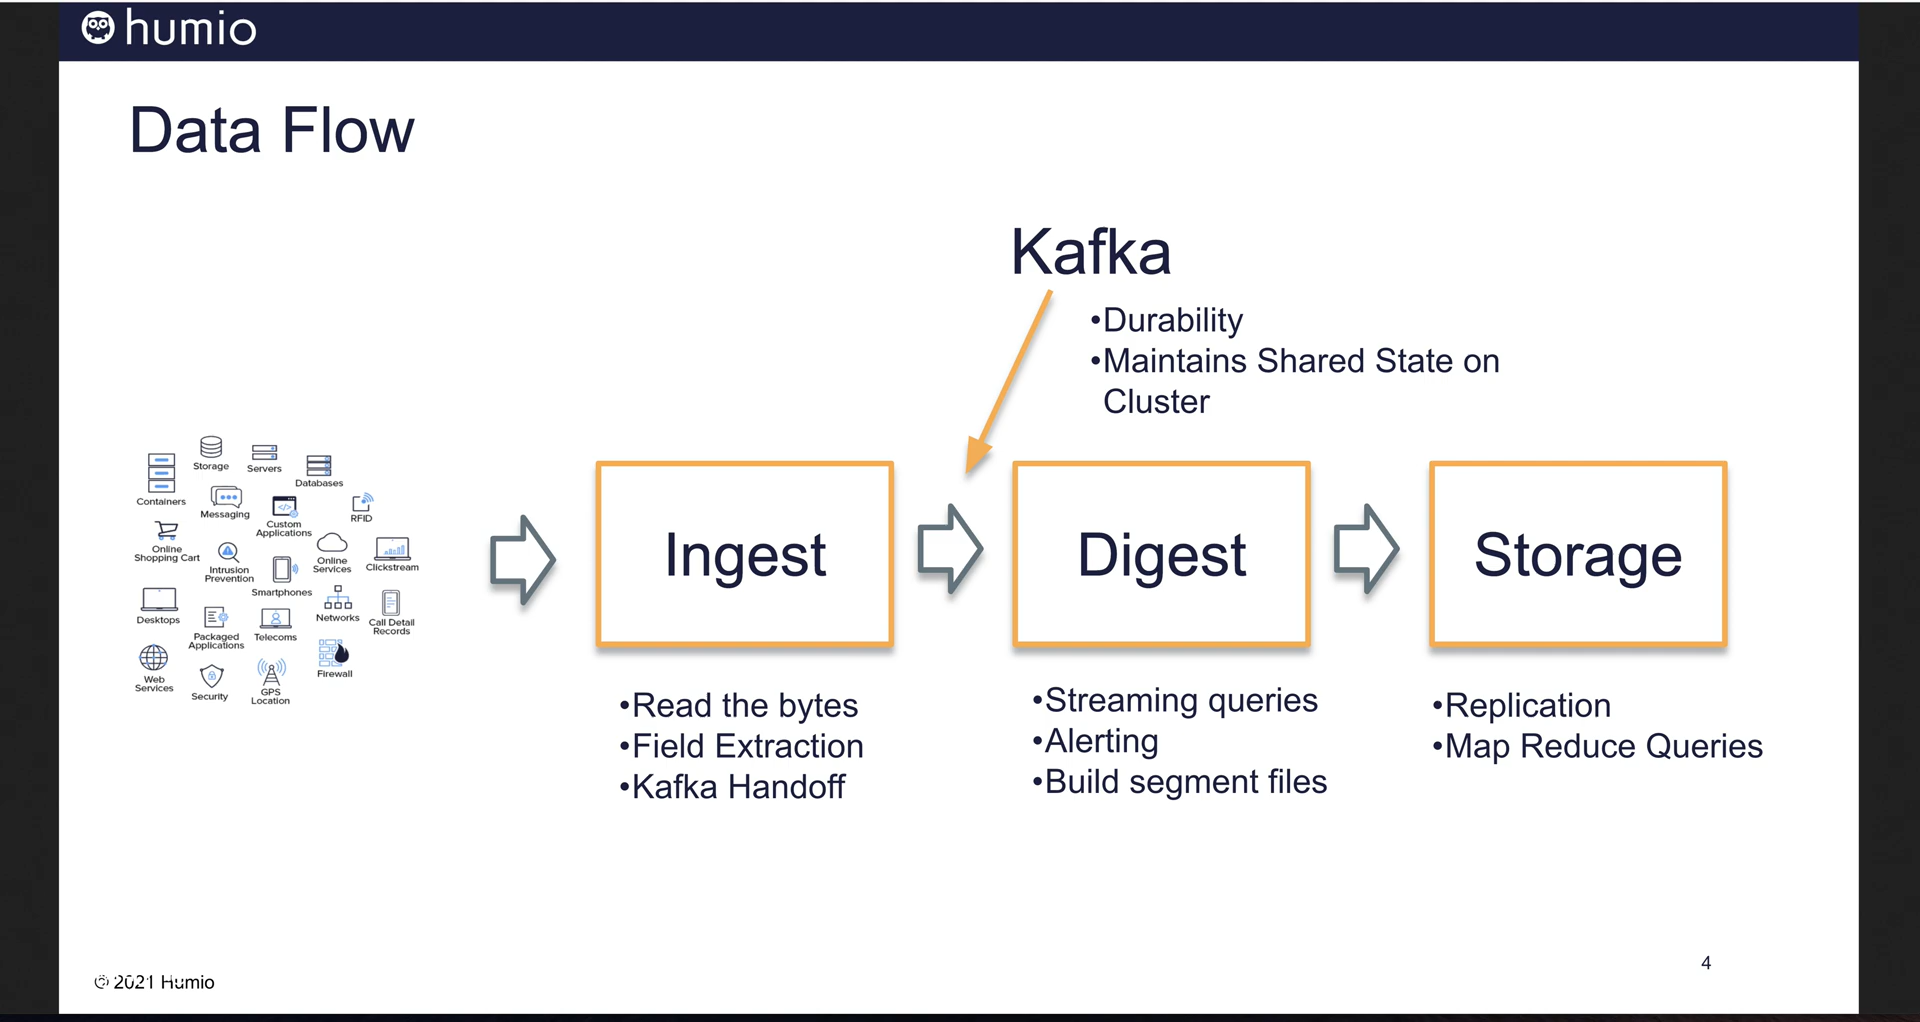 humio
Data Flow
Kafka
•Durability
•Maintains Shared State on
Cluster
Storage
Servers
Databases
Containers
Messaging
Custom
Applications
RFID
Online
Shopping Cart
Intrusion
Prevention
Smartphones
Online
Services
Clickstream
Desktops
Packaged
Applications
Telecoms
Networks
Call Detail
Records
Web
Services
Security
GPS
Location
Firewall
Ingest
•Read the bytes
•Field Extraction
•Kafka Handoff
Digest
•Streaming queries
•Alerting
•Build segment files
Storage
•Replication
•Map Reduce Queries
© 2021 Humio
4